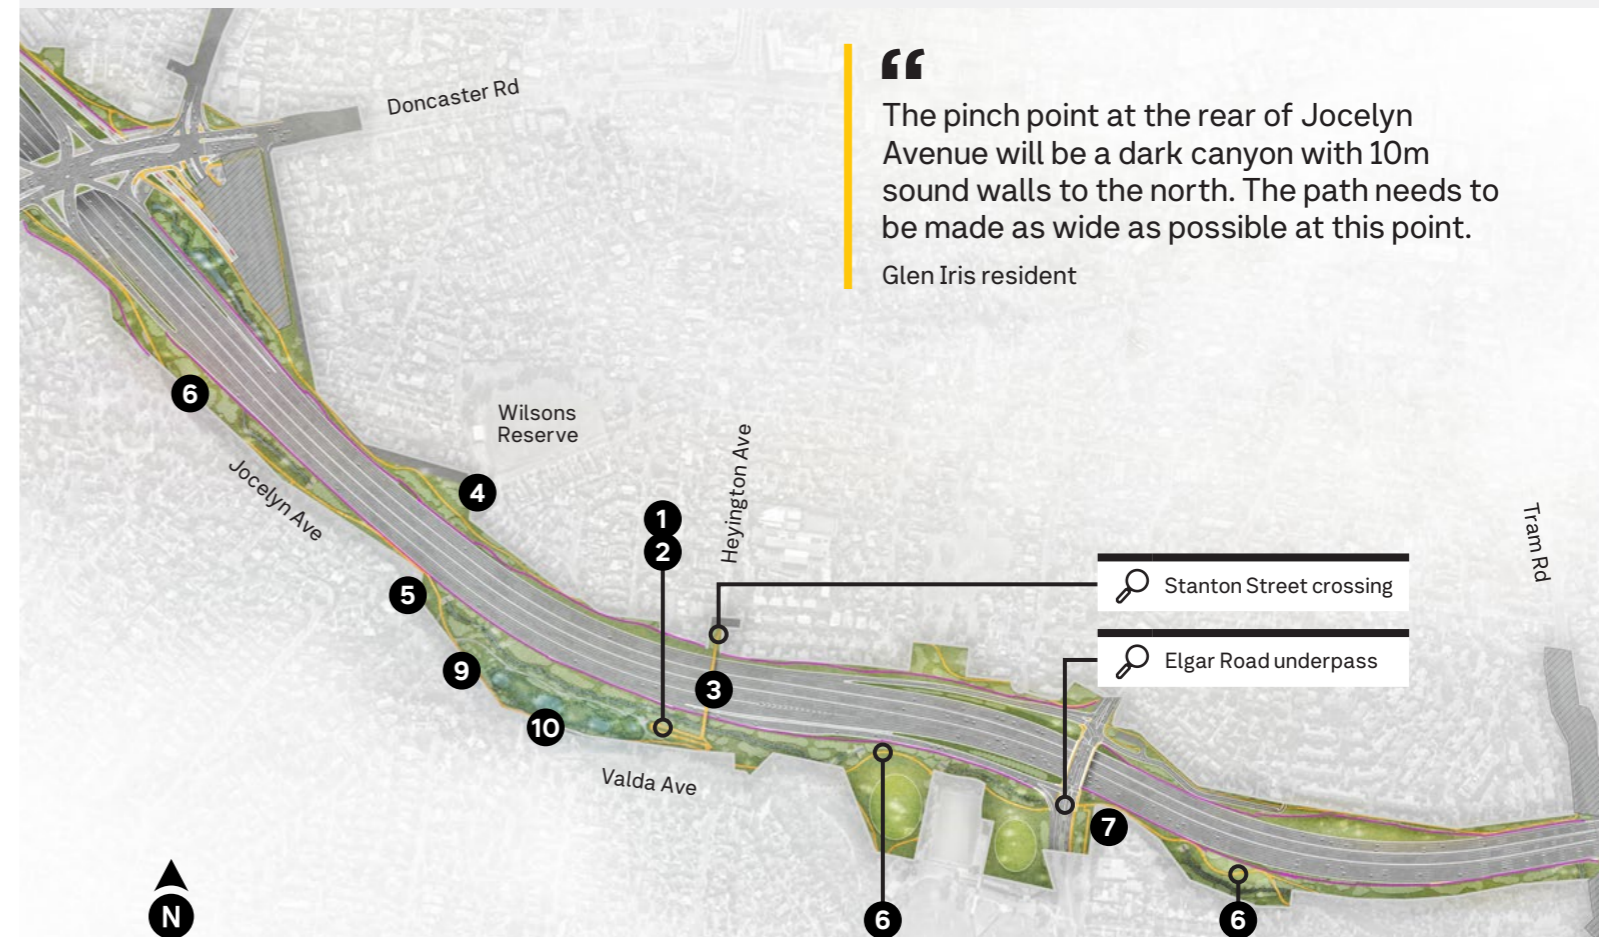 Doncaster Rd
“
The pinch point at the rear of Jocelyn
Avenue will be a dark canyon with 10m
sound walls to the north. The path needs to
be made as wide as possible at this point.
Glen Iris resident
6
Wilsons
Reserve
Jocelyn Ave
4
1
2
Heyington Ave
Tram Rd
Stanton Street crossing
5
Elgar Road underpass
9
3
10
Valda Ave
7
N
6
6